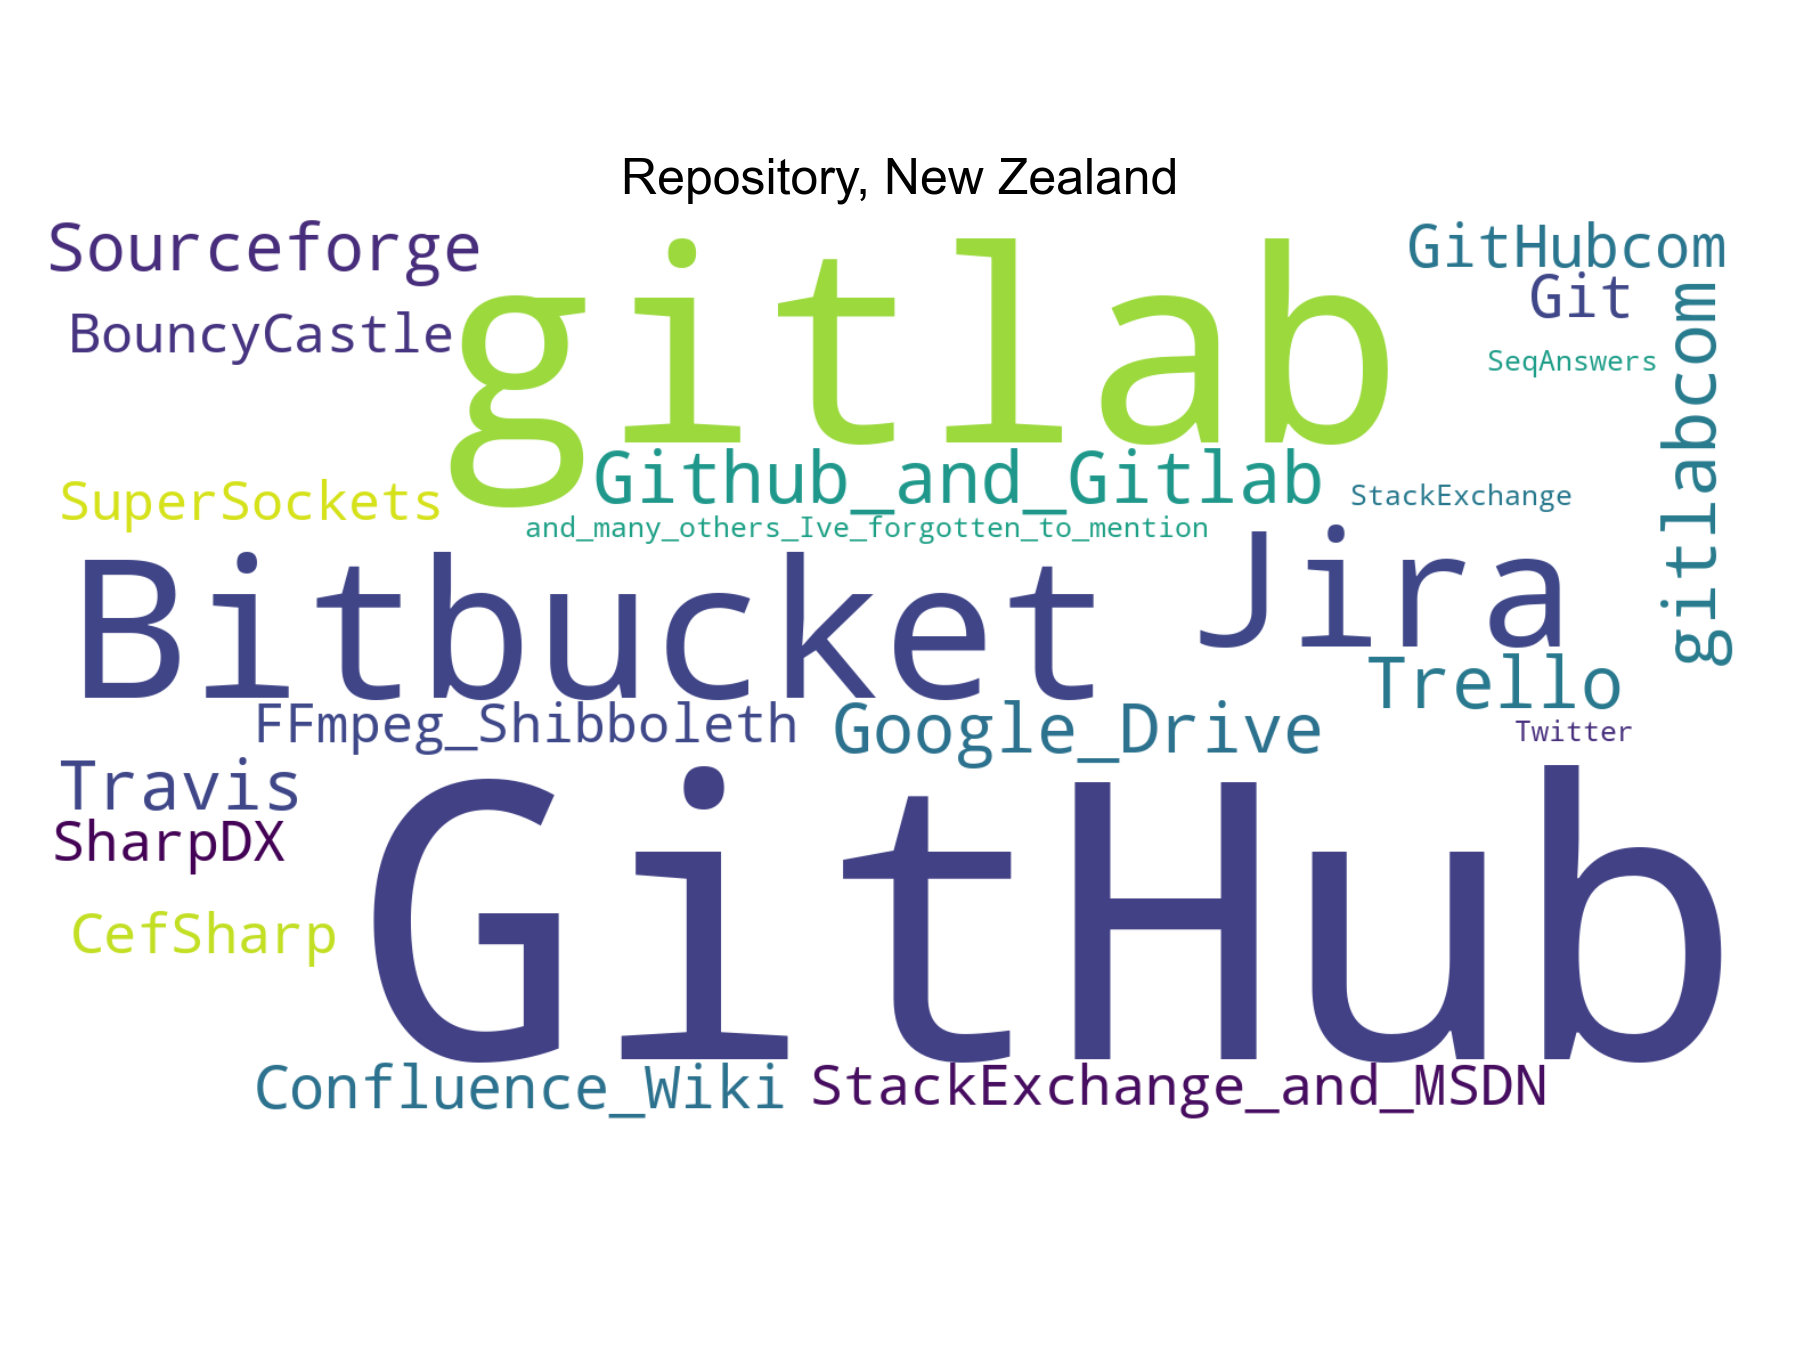 Repository, New Zealand
Sourceforge
gitlab
GitHubcom
Git
BouncyCastle
SeqAnswers
gitlabcom
Github_and_Gitlab
SuperSockets
StackExchange
and_many_others_Ive_forgotten_to_mention
Bitbucket
Jira
Trello
FFmpeg_Shibboleth
Google_Drive
Twitter
Travis
SharpDX
GitHub
CefSharp
Confluence_Wiki
StackExchange_and_MSDN